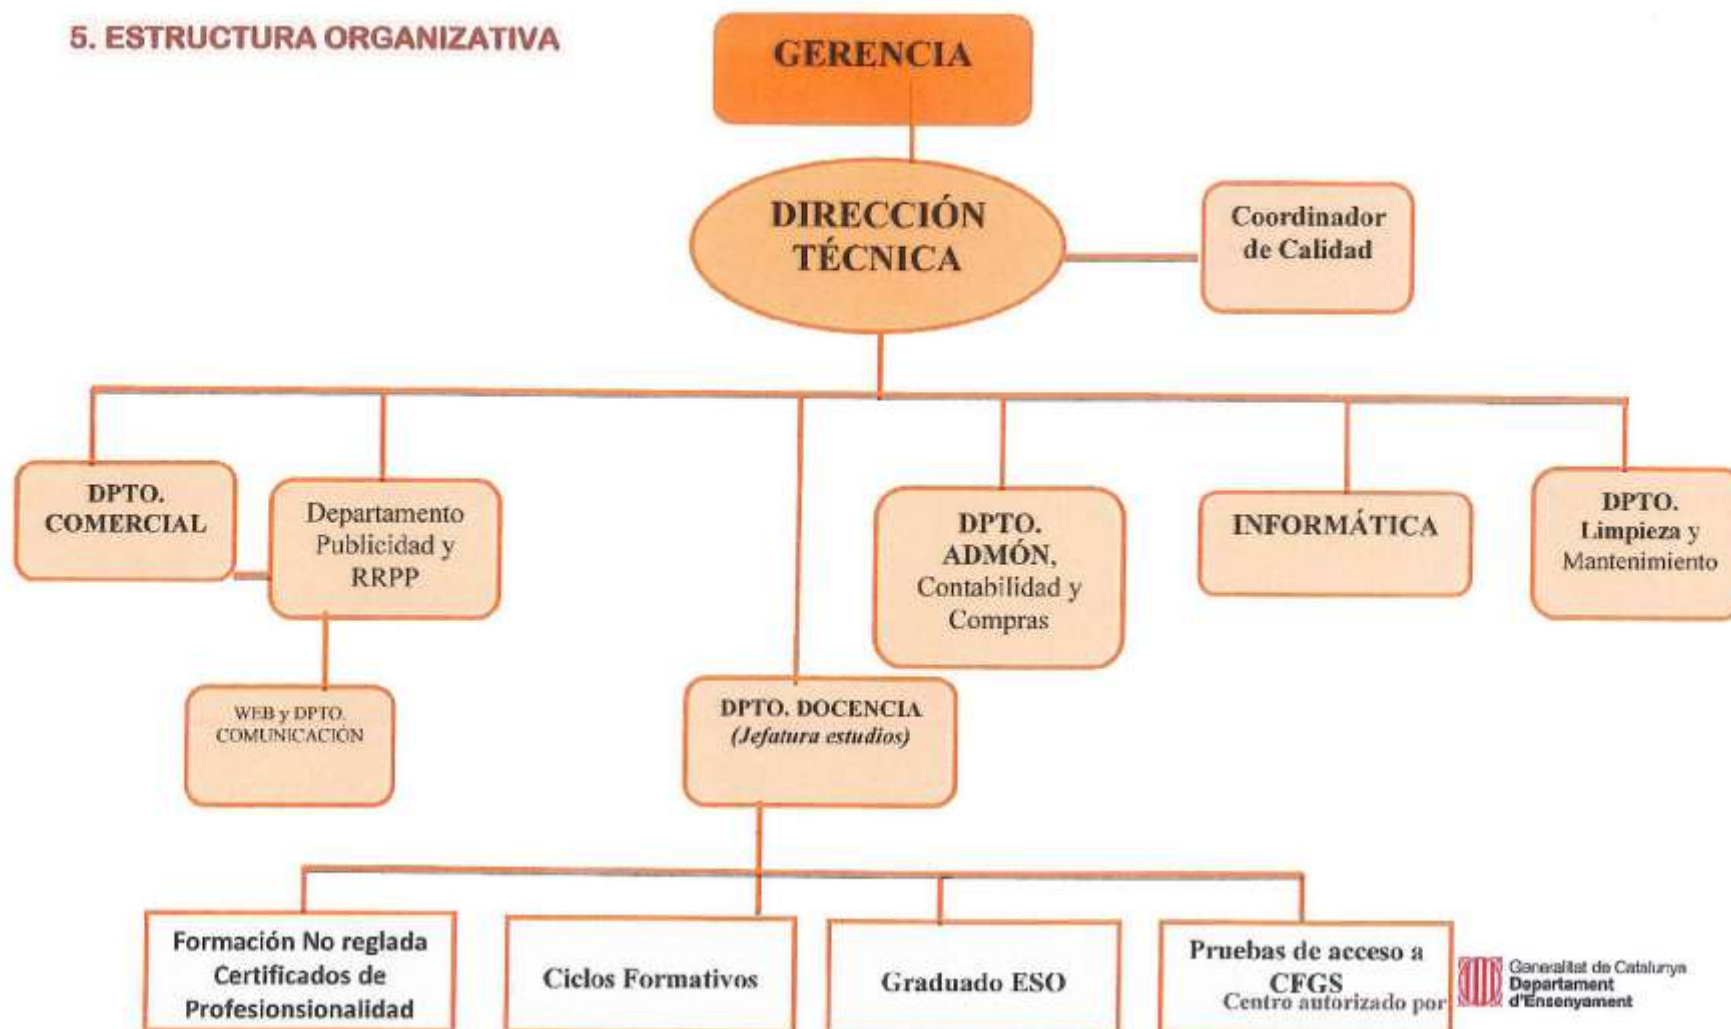 5. ESTRUCTURA ORGANIZATIVA
GERENCIA
DIRECCIÓN
TÉCNICA
Coordinador
de Calidad
DPTO.
COMERCIAL
Departamento
Publicidad y
RRPP
DPTO.
ADMÓN,
Contabilidad y
Compras
INFORMÁTICA
DPTO.
Limpieza y
Mantenimiento
WEB y DPTO.
COMUNICACIÓN
DPTO. DOCENCIA
(Jefatura estudios)
Formación No reglada
Certificados de
Profesionsionalidad
Ciclos Formativos
Graduado ESO
Pruebas de acceso a
CFGS
Centro autorizado por
Generalitat de Catalunya
Departament
d'Ensenyament